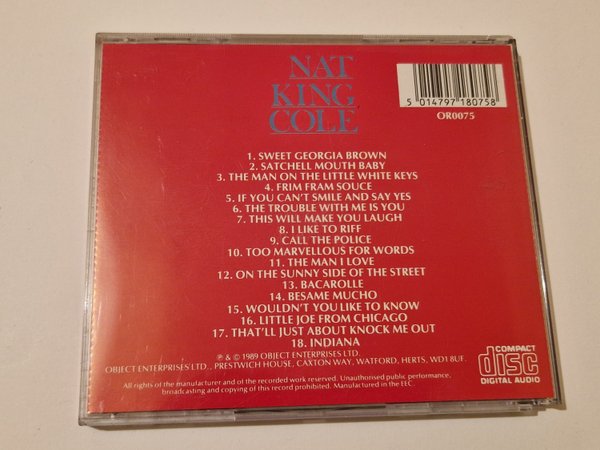 NAT
KING
COLE
5 014797 180758
OR0075
1. SWEET GEORGIA BROWN
2. SATCHELL MOUTH BABY
3. THE MAN ON THE LITTLE WHITE KEYS
4. FRIM FRAM SOUCE
5. IF YOU CAN'T SMILE AND SAY YES
6. THE TROUBLE WITH ME IS YOU
7. THIS WILL MAKE YOU LAUGH
8. I LIKE TO RIFF
9. CALL THE POLICE
10. TOO MARVELLOUS FOR WORDS
11. THE MAN I LOVE
12. ON THE SUNNY SIDE OF THE STREET
13. BACAROLLE
14. BESAME MUCHO
15. WOULDN'T YOU LIKE TO KNOW
16. LITTLE JOE FROM CHICAGO
17. THAT'LL JUST ABOUT KNOCK ME OUT
18. INDIANA
℗ & © 1989 OBJECT ENTERPRISES LTD.
OBJECT ENTERPRISES LTD., PRESTWICH HOUSE, CAXTON WAY, WATFORD, HERTS, WD1 8UF.
All rights of the manufacturer and of the recorded work reserved. Unauthorised public performance,
broadcasting and copying of this record prohibited. Manufactured in the EEC.
COMPACT
disc
DIGITAL AUDIO